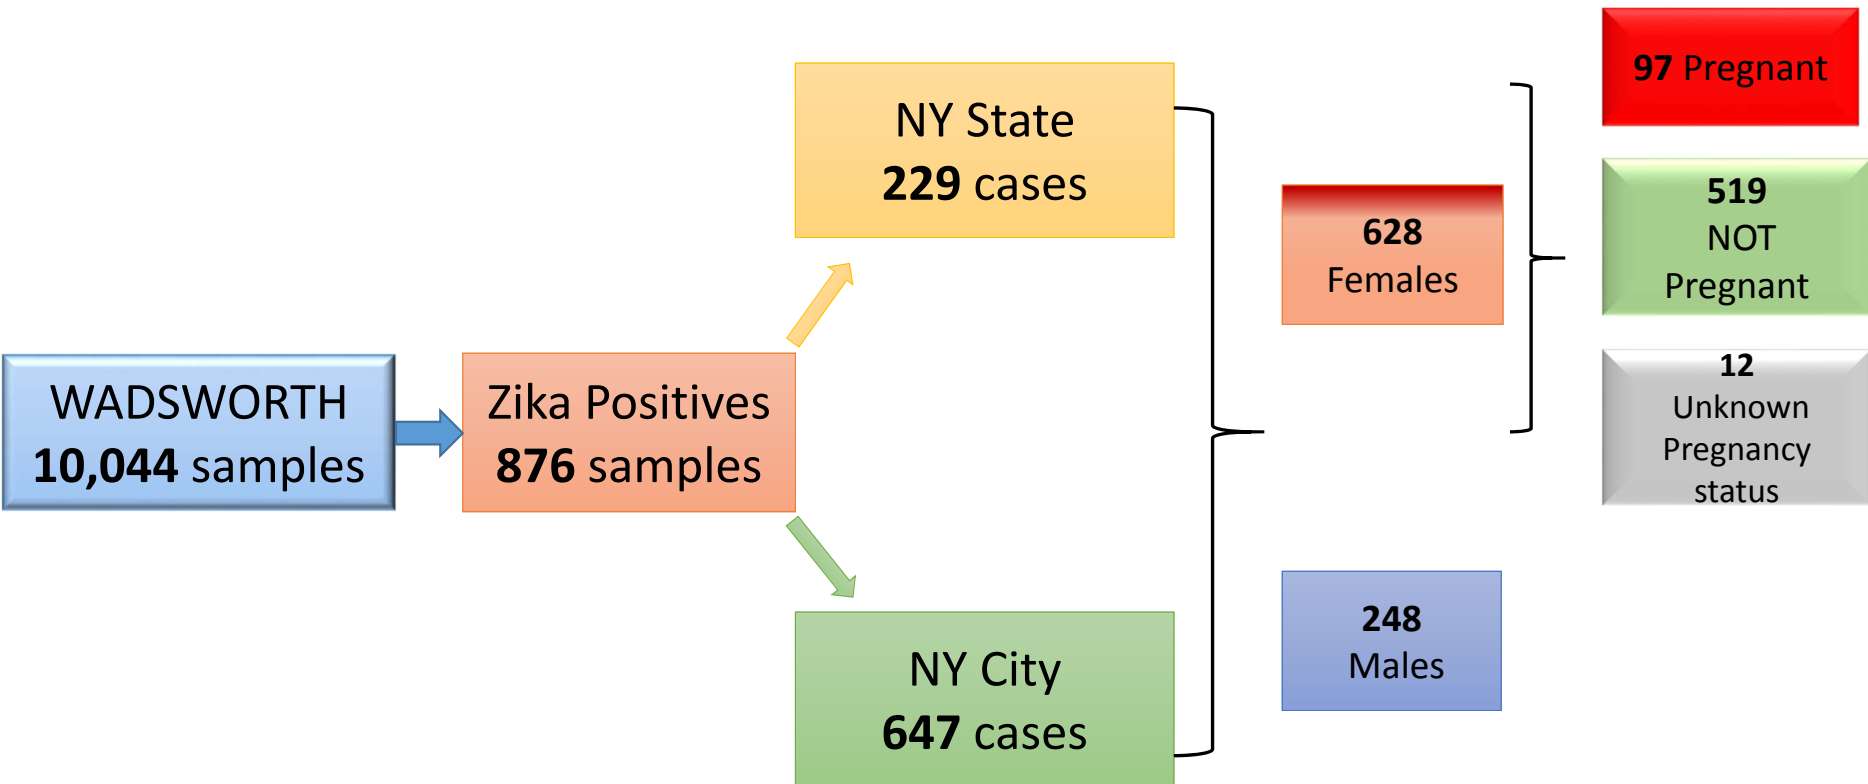 WADSWORTH
10,044 samples
Zika Positives
876 samples
NY State
229 cases
NY City
647 cases
628
Females
248
Males
97 Pregnant
519
NOT
Pregnant
12
Unknown
Pregnancy
status